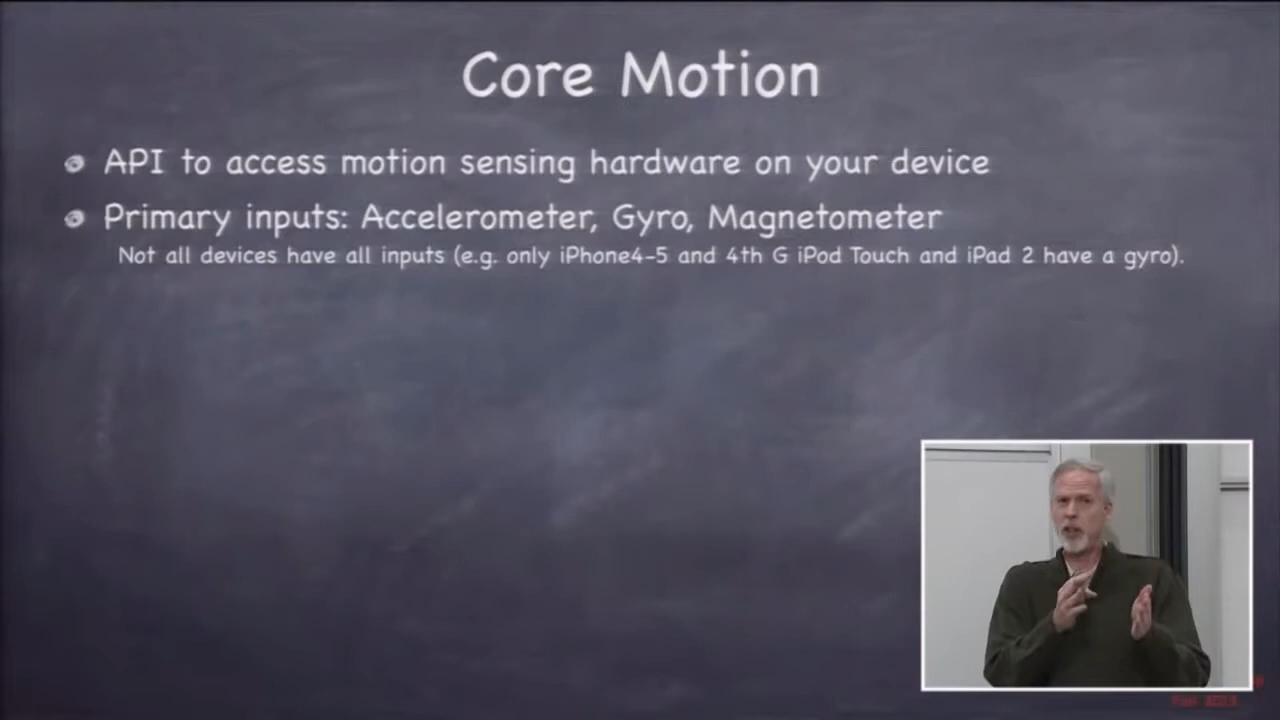 Core Motion
API to access motion sensing hardware on your device
Primary inputs: Accelerometer, Gyro, Magnetometer
Not all devices have all inputs (e.g. only iPhone4-5 and 4th G iPod Touch and iPad 2 have a gyro).